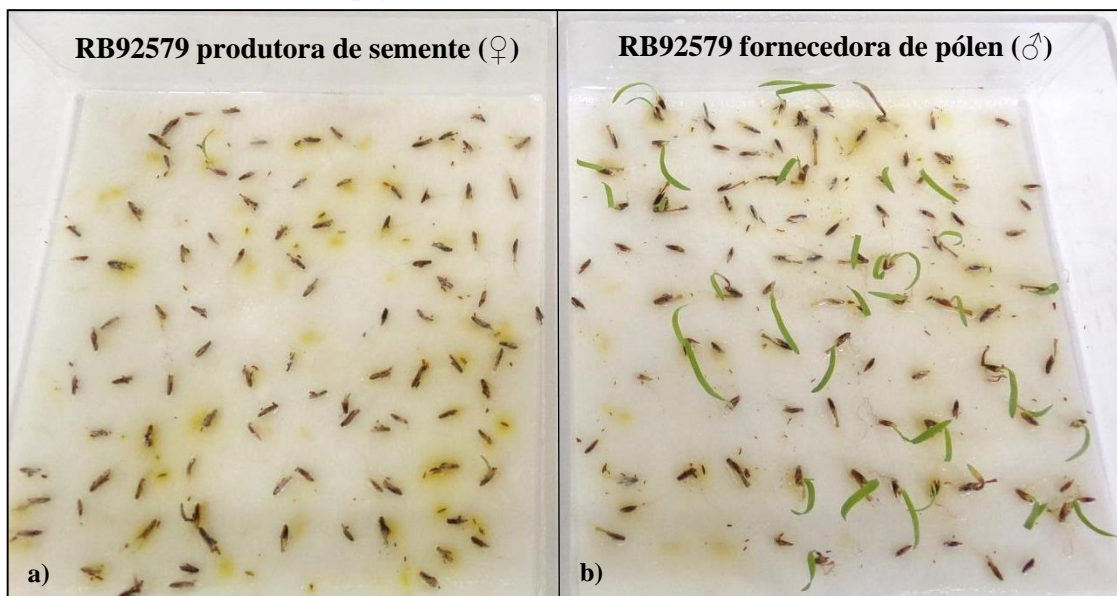 RB92579 produtora de semente (♀)
RB92579 fornecedora de pólen (♂)
a)
b)